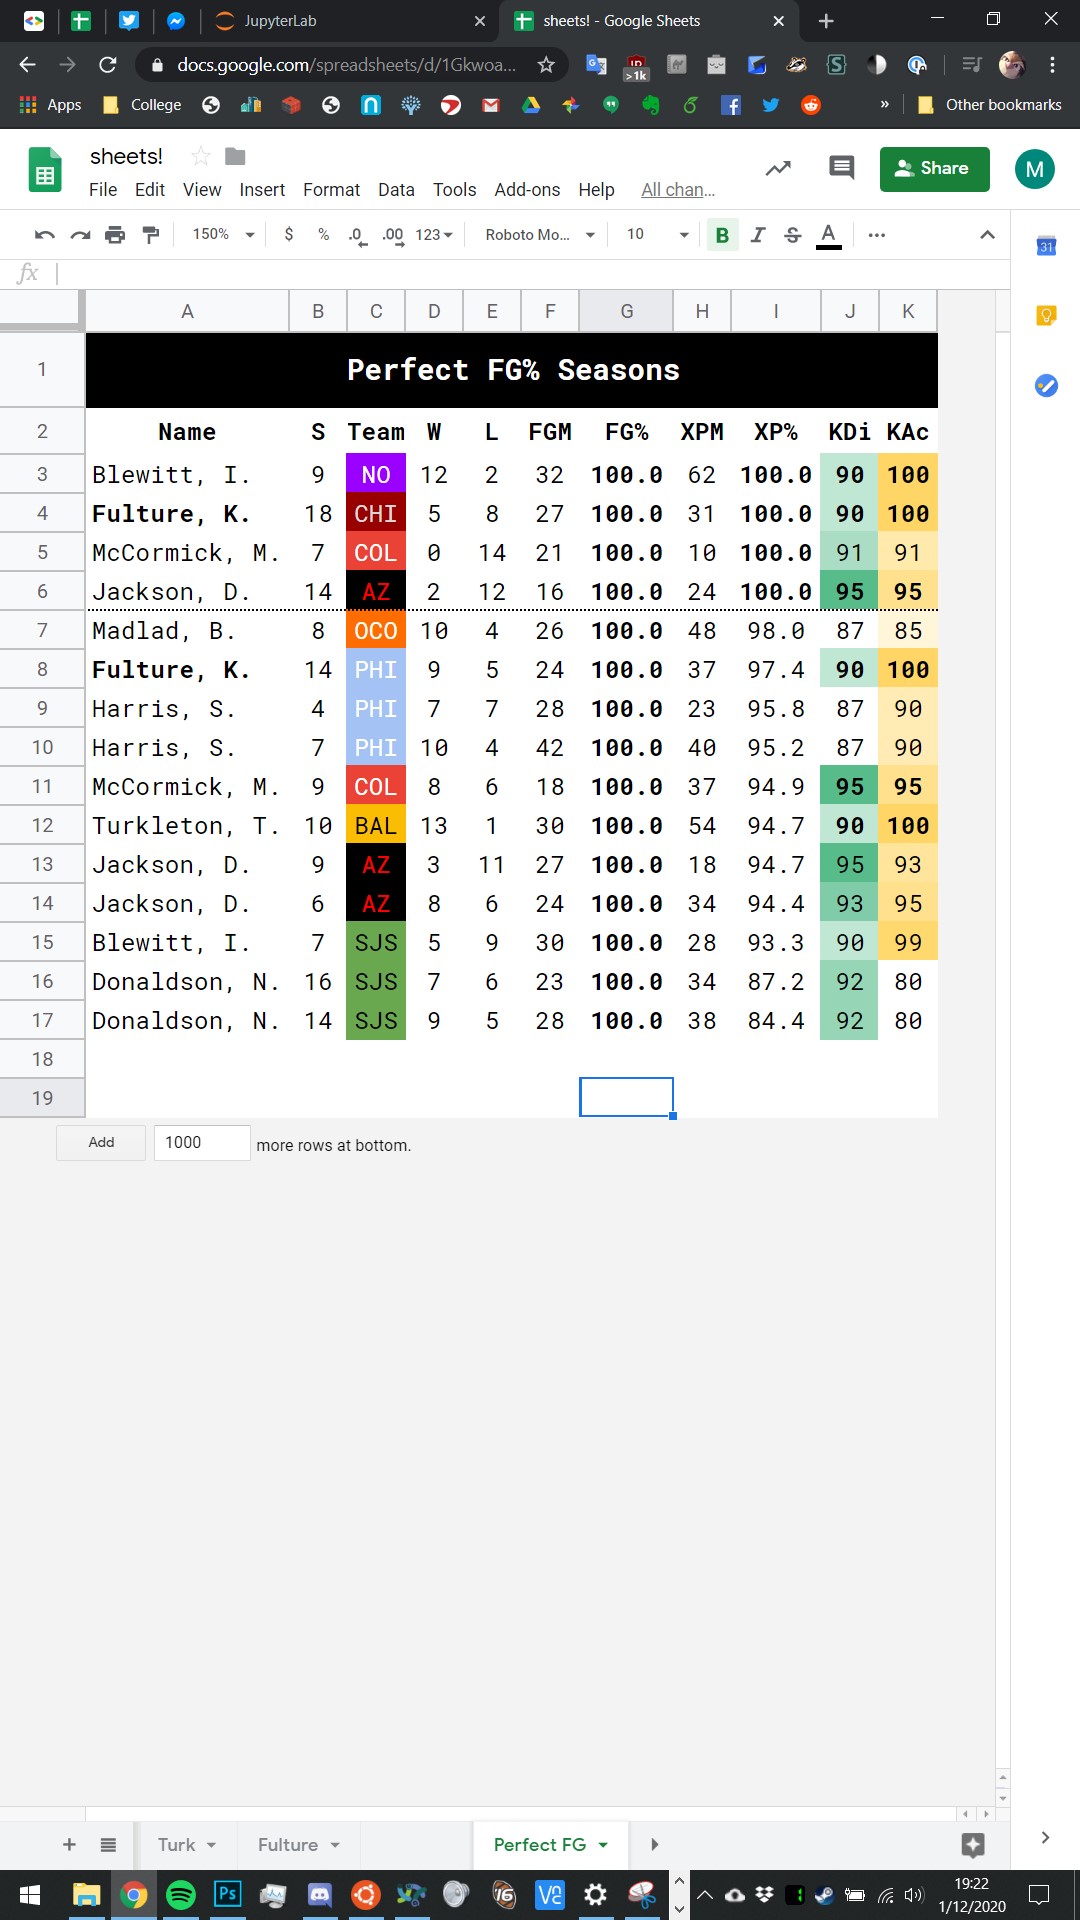 JupyterLab
sheets! - Google Sheets
docs.google.com/spreadsheets/d/1Gkwoa...
>1k
Apps
College
Other bookmarks
sheets!
File Edit View Insert Format Data Tools Add-ons Help All chan...
Share
M
150% $ % .0 .00 123 Roboto Mo... 10 B I S A ...
31
fx
A B C D E F G H I J K
1 Perfect FG% Seasons
2 Name S Team W L FGM FG% XPM XP% KDi KAc
3 Blewitt, I. 9 NO 12 2 32 100.0 62 100.0 90 100
4 Fulture, K. 18 CHI 5 8 27 100.0 31 100.0 90 100
5 McCormick, M. 7 COL 0 14 21 100.0 10 100.0 91 91
6 Jackson, D. 14 AZ 2 12 16 100.0 24 100.0 95 95
7 Madlad, B. 8 OCO 10 4 26 100.0 48 98.0 87 85
8 Fulture, K. 14 PHI 9 5 24 100.0 37 97.4 90 100
9 Harris, S. 4 PHI 7 7 28 100.0 23 95.8 87 90
10 Harris, S. 7 PHI 10 4 42 100.0 40 95.2 87 90
11 McCormick, M. 9 COL 8 6 18 100.0 37 94.9 95 95
12 Turkleton, T. 10 BAL 13 1 30 100.0 54 94.7 90 100
13 Jackson, D. 9 AZ 3 11 27 100.0 18 94.7 95 93
14 Jackson, D. 6 AZ 8 6 24 100.0 34 94.4 93 95
15 Blewitt, I. 7 SJS 5 9 30 100.0 28 93.3 90 99
16 Donaldson, N. 16 SJS 7 6 23 100.0 34 87.2 92 80
17 Donaldson, N. 14 SJS 9 5 28 100.0 38 84.4 92 80
18
19
Add 1000 more rows at bottom.
Turk
Fulture
Perfect FG
Ps
19:22
1/12/2020